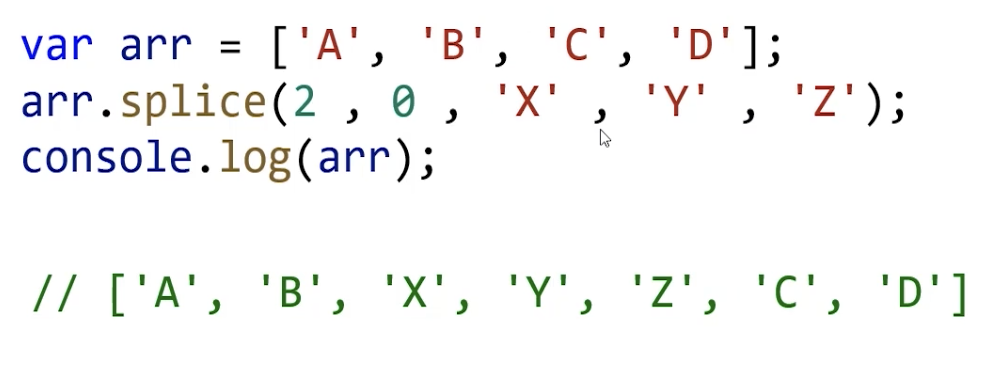 var arr = ['A', 'B', 'C', 'D'];
arr.splice(2 , 0 , 'X' , 'Y' , 'Z');
console.log(arr);
// ['A', 'B', 'X', 'Y', 'Z', 'C', 'D']